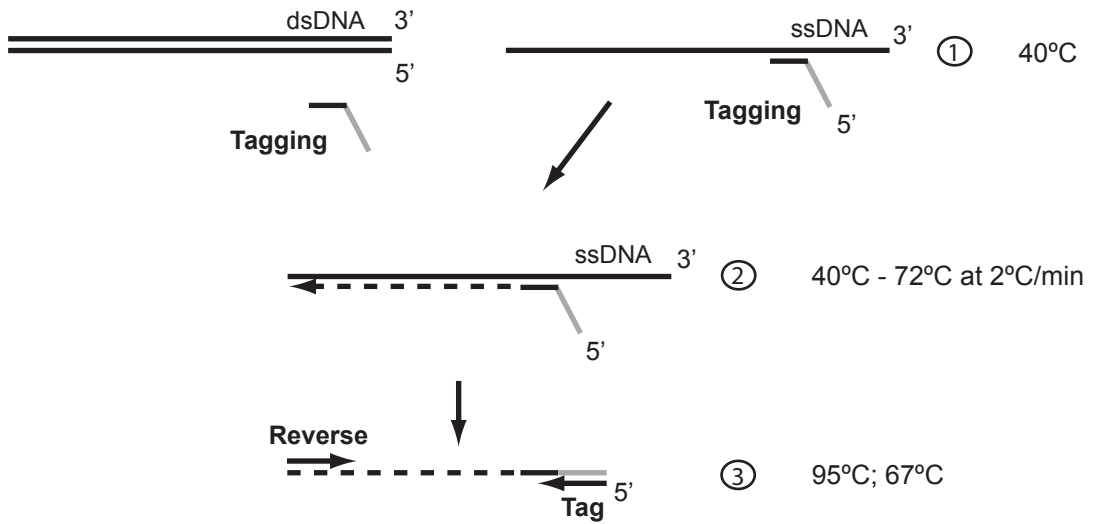 dsDNA 3’
5’
Tagging
ssDNA 3’
Tagging
5’
1 40ºC
ssDNA 3’
5’
2 40ºC - 72ºC at 2ºC/min
Reverse
5’
Tag
3 95ºC; 67ºC